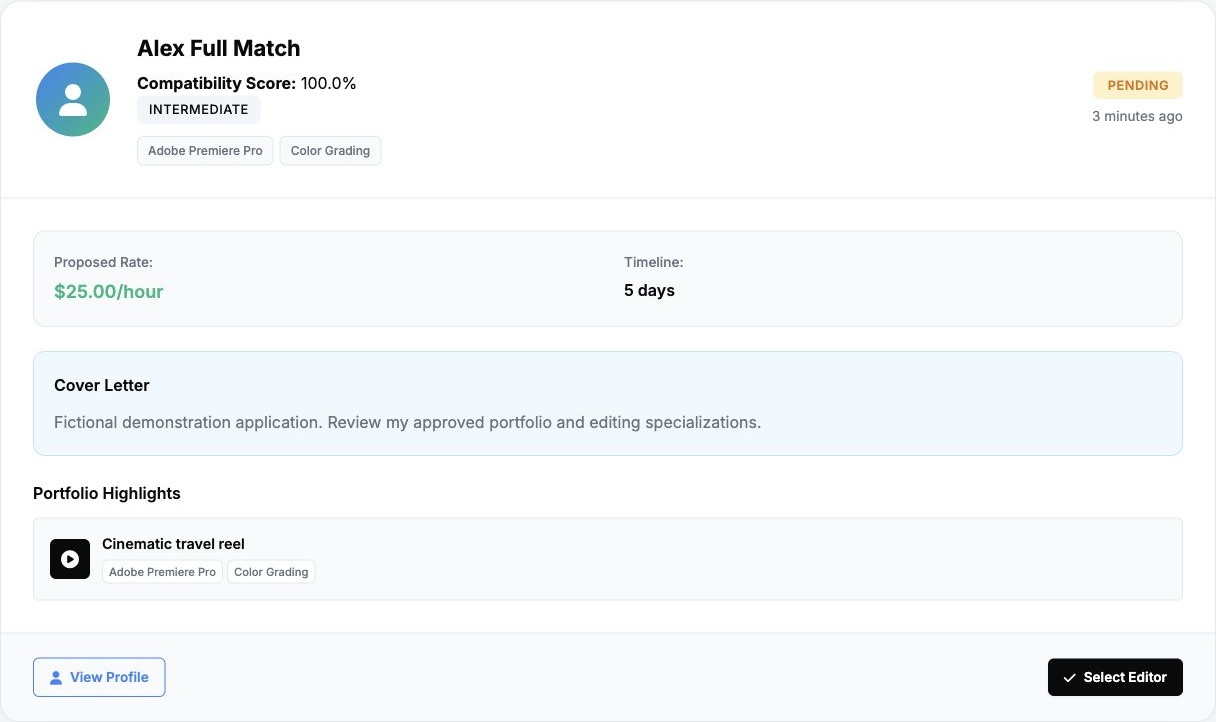 Alex Full Match
Compatibility Score: 100.0%
INTERMEDIATE
Adobe Premiere Pro
Color Grading
PENDING
3 minutes ago
Proposed Rate:
$25.00/hour
Timeline:
5 days
Cover Letter
Fictional demonstration application. Review my approved portfolio and editing specializations.
Portfolio Highlights
Cinematic travel reel
Adobe Premiere Pro
Color Grading
View Profile
Select Editor